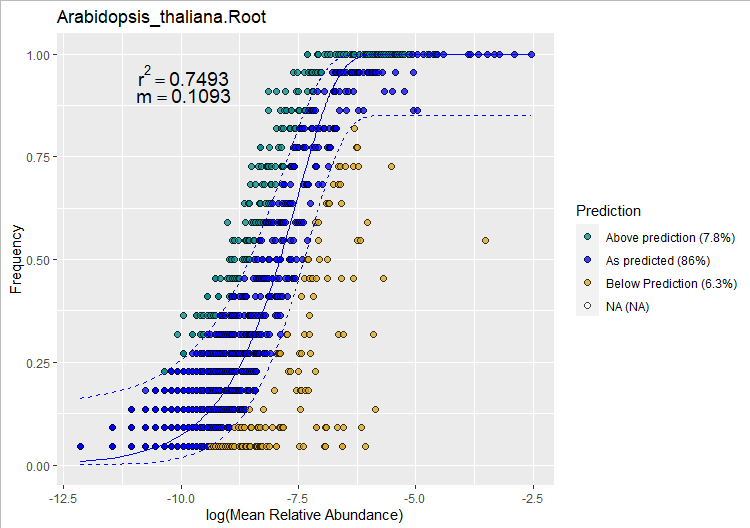 Arabidopsis_thaliana.Root
r² = 0.7493
m = 0.1093
1.00
0.75
0.50
0.25
0.00
Frequency
-12.5 -10.0 -7.5 -5.0 -2.5
log(Mean Relative Abundance)
Prediction
Above prediction (7.8%)
As predicted (86%)
Below Prediction (6.3%)
NA (NA)